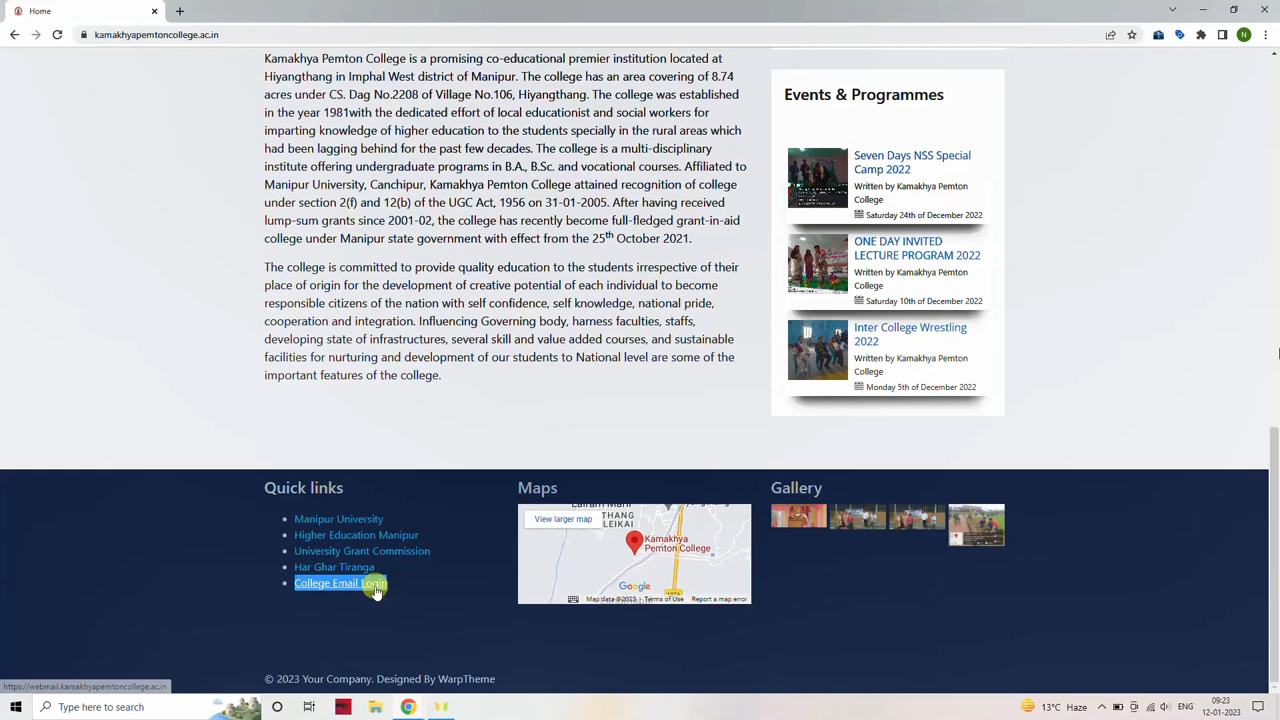 Home
kamakhyapemtoncollege.ac.in
N
Kamakhya Pemton College is a promising co-educational premier institution located at
Hiyangthang in Imphal West district of Manipur. The college has an area covering of 8.74
acres under CS. Dag No.2208 of Village No.106, Hiyangthang. The college was established
in the year 1981with the dedicated effort of local educationist and social workers for
imparting knowledge of higher education to the students specially in the rural areas which
had been lagging behind for the past few decades. The college is a multi-disciplinary
institute offering undergraduate programs in B.A., B.Sc. and vocational courses. Affiliated to
Manipur University, Canchipur, Kamakhya Pemton College attained recognition of college
under section 2(f) and 12(b) of the UGC Act, 1956 on 31-01-2005. After having received
lump-sum grants since 2001-02, the college has recently become full-fledged grant-in-aid
college under Manipur state government with effect from the 25th October 2021.
The college is committed to provide quality education to the students irrespective of their
place of origin for the development of creative potential of each individual to become
responsible citizens of the nation with self confidence, self knowledge, national pride,
cooperation and integration. Influencing Governing body, harness faculties, staffs,
developing state of infrastructures, several skill and value added courses, and sustainable
facilities for nurturing and development of our students to National level are some of the
important features of the college.
Events & Programmes
Seven Days NSS Special
Camp 2022
Written by Kamakhya Pemton
College
Saturday 24th of December 2022
ONE DAY INVITED
LECTURE PROGRAM 2022
Written by Kamakhya Pemton
College
Saturday 10th of December 2022
Inter College Wrestling
2022
Written by Kamakhya Pemton
College
Monday 5th of December 2022
Quick links
Manipur University
Higher Education Manipur
University Grant Commission
Har Ghar Tiranga
College Email Login
Maps
View larger map
THANG
LEIKAI
Kamakhya
Pemton College
Google
Map data ©2023 Terms of Use Report a map error
Gallery
© 2023 Your Company. Designed By WarpTheme
https://webmail.kamakhyapemtoncollege.ac.in
Type here to search
13°C Haze
ENG
09:23
12-01-2023